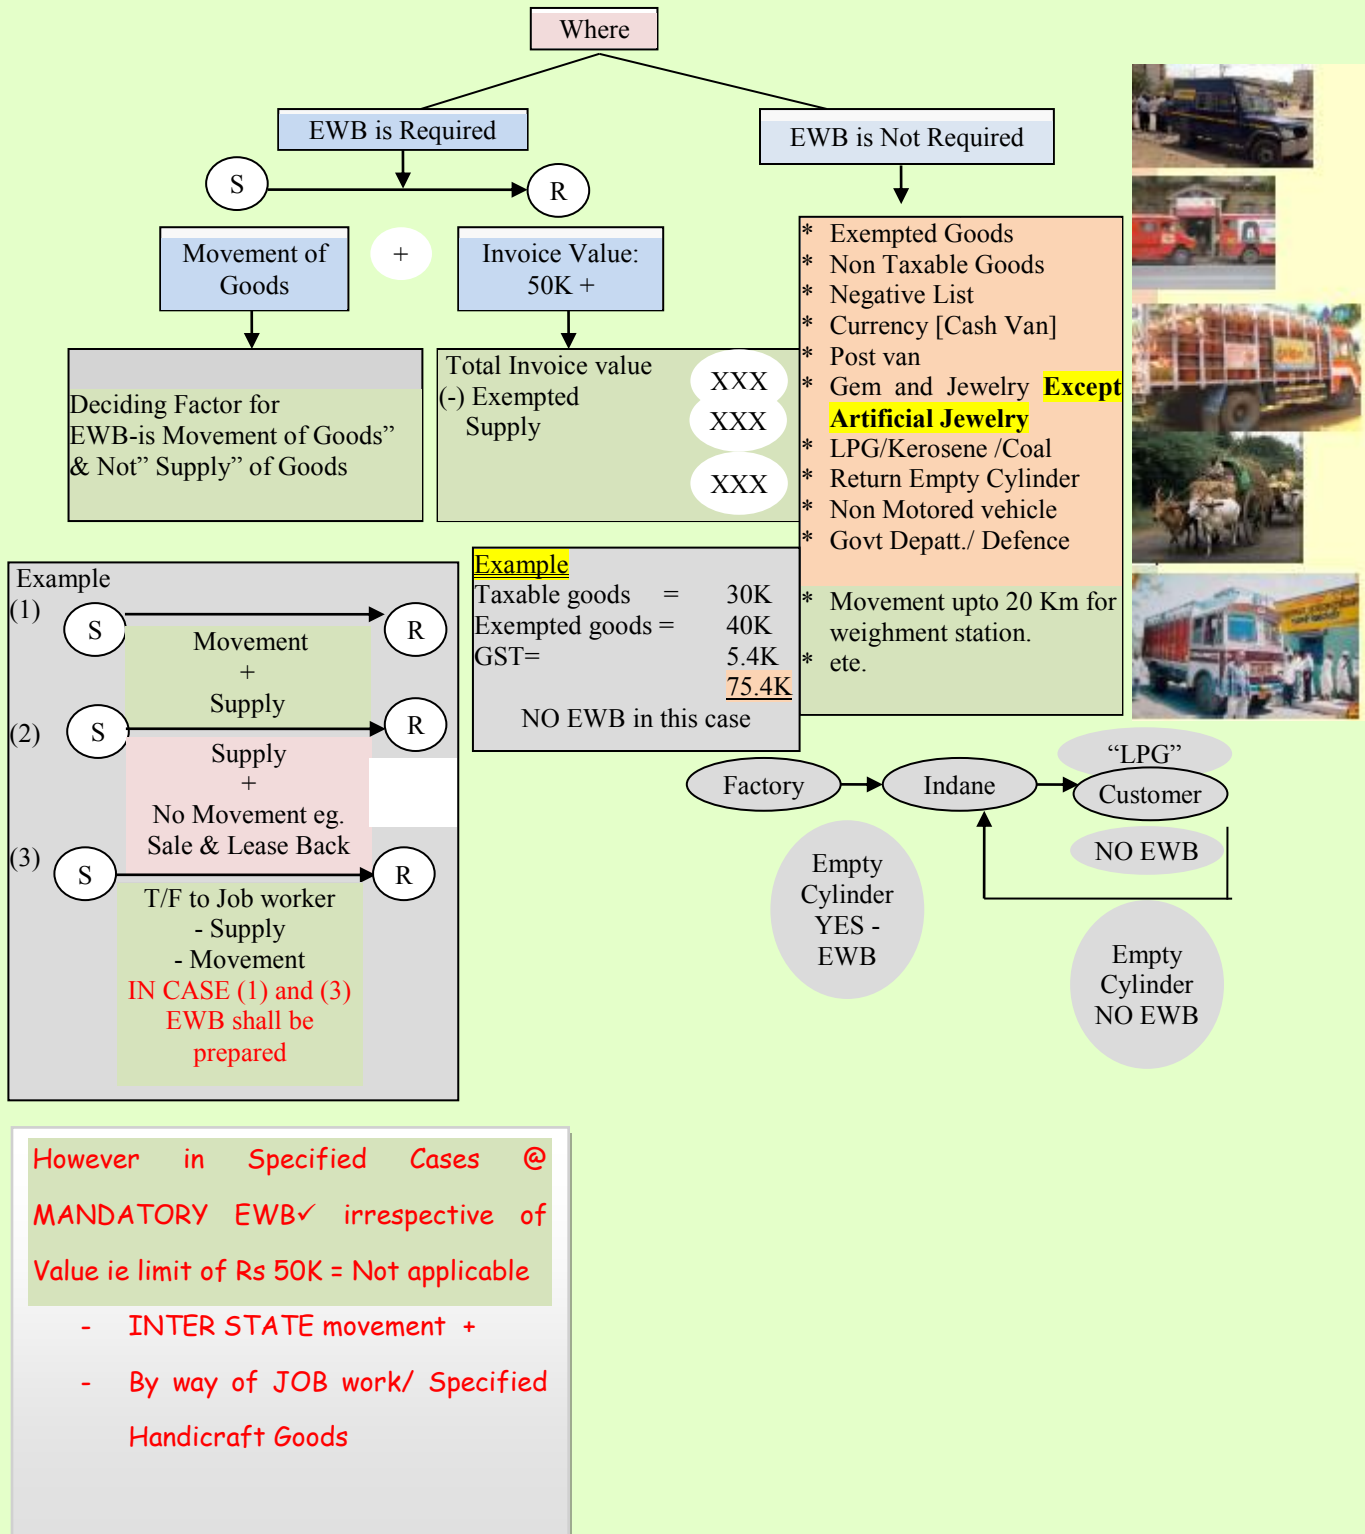 Where
EWB is Required
EWB is Not Required
S
R
Movement of
Goods
+
Invoice Value:
50K +
Deciding Factor for
EWB-is Movement of Goods”
& Not” Supply” of Goods
Total Invoice value XXX
(-) Exempted XXX
Supply
XXX
* Exempted Goods
* Non Taxable Goods
* Negative List
* Currency [Cash Van]
* Post van
* Gem and Jewelry Except
Artificial Jewelry
* LPG/Kerosene /Coal
* Return Empty Cylinder
* Non Motored vehicle
* Govt Depatt./ Defence
* Movement upto 20 Km for
weighment station.
* ete.
Example
(1)
S
R
Movement
+
Supply
(2)
S
R
Supply
+
No Movement eg.
Sale & Lease Back
(3)
S
R
T/F to Job worker
- Supply
- Movement
IN CASE (1) and (3)
EWB shall be
prepared
Example
Taxable goods = 30K
Exempted goods = 40K
GST= 5.4K
75.4K
NO EWB in this case
Factory
Indane
“LPG”
Customer
NO EWB
Empty
Cylinder
YES -
EWB
Empty
Cylinder
NO EWB
However in Specified Cases @
MANDATORY EWB✓ irrespective of
Value ie limit of Rs 50K = Not applicable
- INTER STATE movement +
- By way of JOB work/ Specified
Handicraft Goods